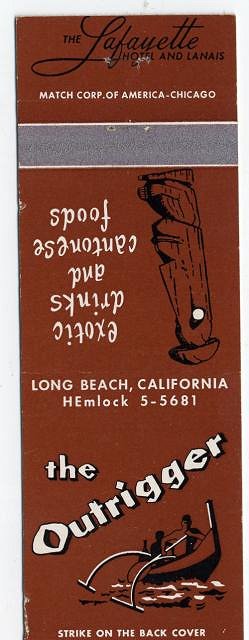 THE Lafayette
HOTEL AND LANAIS
MATCH CORP. OF AMERICA-CHICAGO
exotic
drinks
and
cantonese
foods
LONG BEACH, CALIFORNIA
HEmlock 5-5681
the
Outrigger
STRIKE ON THE BACK COVER